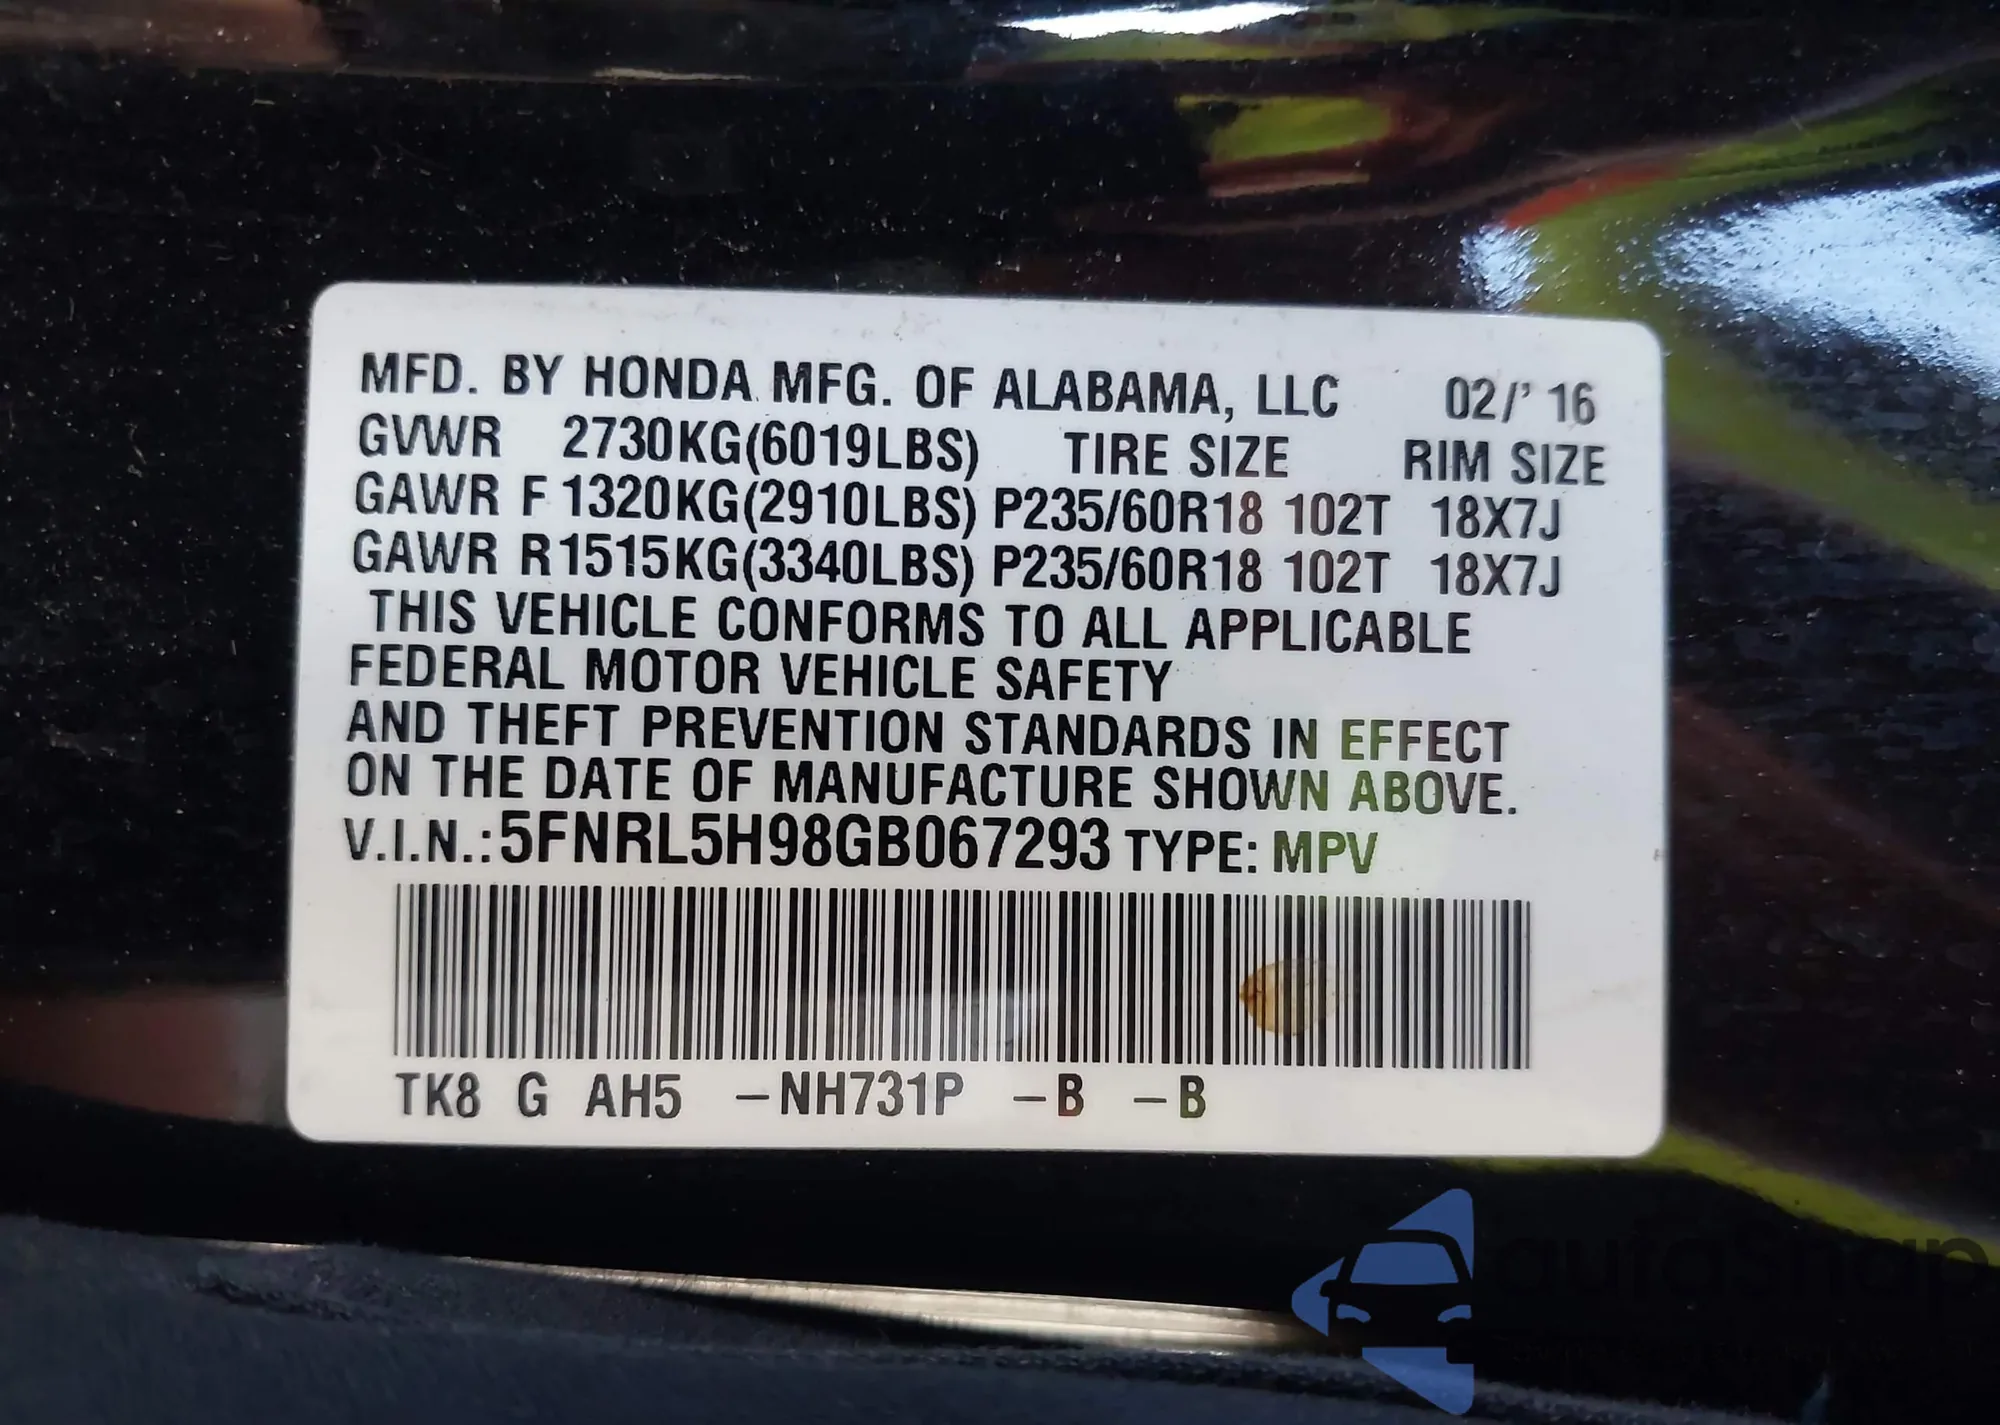 MFD. BY HONDA MFG. OF ALABAMA, LLC 02/' 16
GVWR 2730KG(6019LBS) TIRE SIZE RIM SIZE
GAWR F 1320KG(2910LBS) P235/60R18 102T 18X7J
GAWR R1515KG(3340LBS) P235/60R18 102T 18X7J
THIS VEHICLE CONFORMS TO ALL APPLICABLE
FEDERAL MOTOR VEHICLE SAFETY
AND THEFT PREVENTION STANDARDS IN EFFECT
ON THE DATE OF MANUFACTURE SHOWN ABOVE.
V.I.N.:5FNRL5H98GB067293 TYPE: MPV
TK8 G AH5 -NH731P -B -B
autosnap